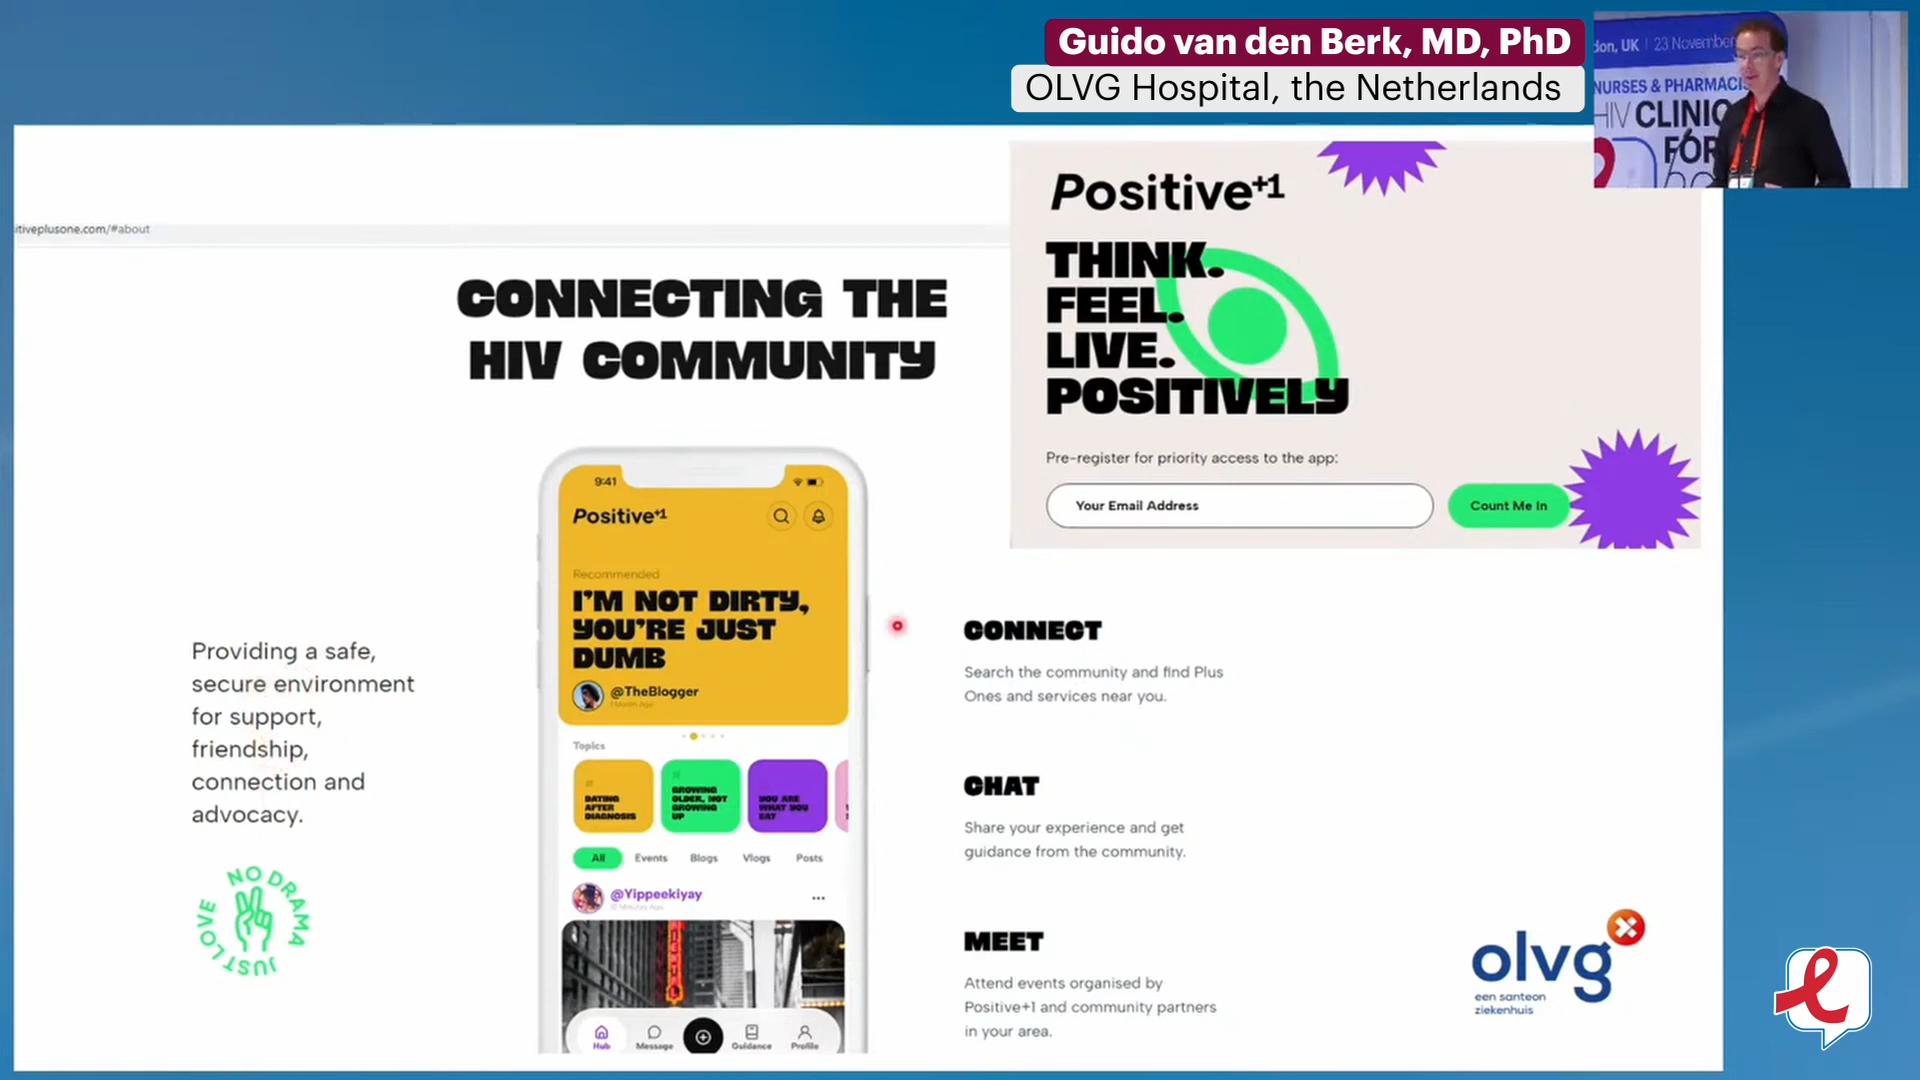 Guido van den Berk, MD, PhD
OLVG Hospital, the Netherlands
don, UK | 23 November
NURSES & PHARMACIS
HIV CLINIC
FOR
itiveplusone.com/#about
CONNECTING THE
HIV COMMUNITY
Positive+1
THINK.
FEEL.
LIVE.
POSITIVELY
Pre-register for priority access to the app:
Your Email Address
Count Me In
Providing a safe,
secure environment
for support,
friendship,
connection and
advocacy.
NO DRAMA
JUST LOVE
9:41
Positive+1
Recommended
I'M NOT DIRTY,
YOU'RE JUST
DUMB
@TheBlogger
1 Month Ago
Topics
DATING
AFTER
DIAGNOSIS
GROWING
OLDER, NOT
GROWING
UP
YOU ARE
WHAT YOU
EAT
All
Events
Blogs
Vlogs
Posts
@Yippeekiyay
Hub
Message
Guidance
Profile
CONNECT
Search the community and find Plus
Ones and services near you.
CHAT
Share your experience and get
guidance from the community.
MEET
Attend events organised by
Positive+1 and community partners
in your area.
olvg
een santeon
ziekenhuis